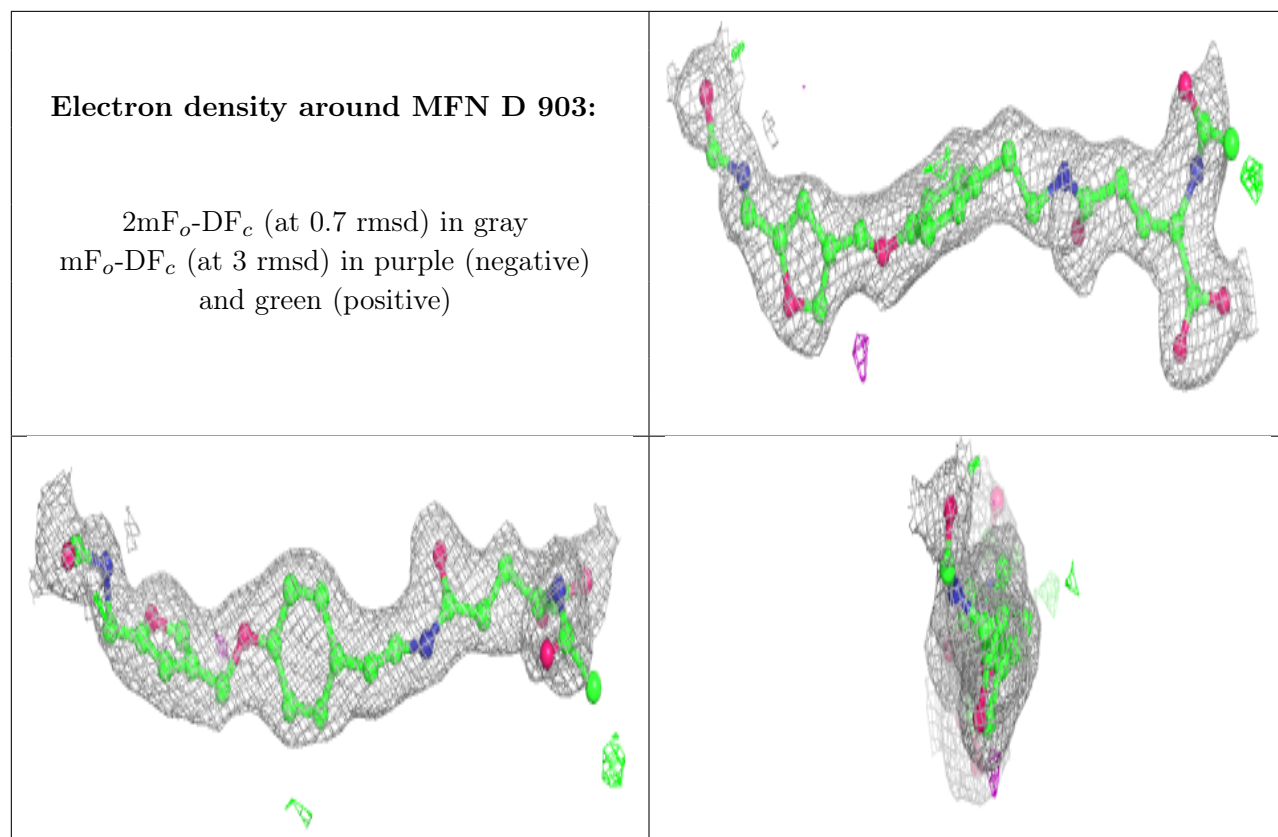 Electron density around MFN D 903:
2mFo-DFc (at 0.7 rmsd) in gray
mFo-DFc (at 3 rmsd) in purple (negative)
and green (positive)